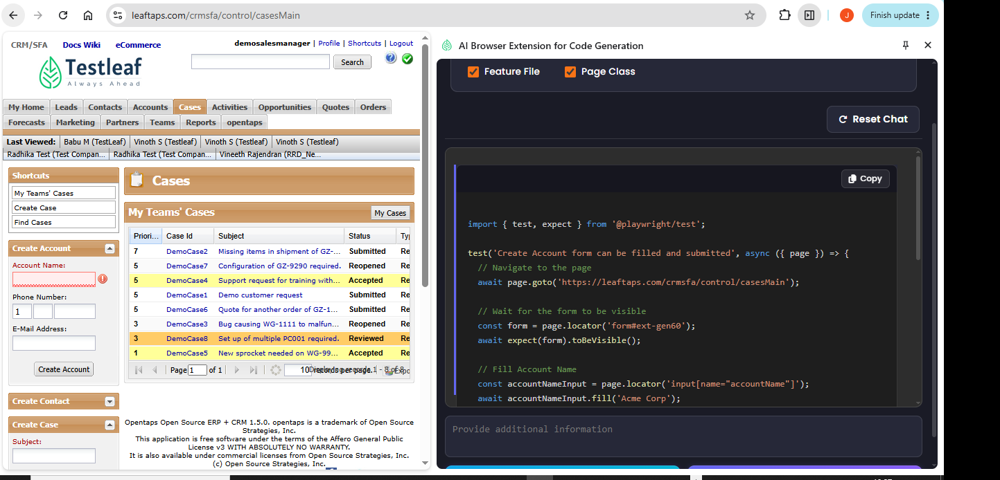 leaftaps.com/crmsfa/control/casesMain
J
Finish update
CRM/SFA Docs Wiki eCommerce
demosalesmanager | Profile | Shortcuts | Logout
Testleaf
Always Ahead
Search
My Home Leads Contacts Accounts Cases Activities Opportunities Quotes Orders
Forecasts Marketing Partners Teams Reports opentaps
Last Viewed: Babu M (TestLeaf) Vinoth S (Testleaf) Vinoth S (Testleaf) Vinoth S (Testleaf)
Radhika Test (Test Compan... Radhika Test (Test Compan... Vineeth Rajendran (RRD_Ne...
Shortcuts
My Teams' Cases
Create Case
Find Cases
Create Account
Account Name:
Phone Number:
1
E-Mail Address:
Create Account
Create Contact
Create Case
Subject:
Cases
My Teams' Cases
My Cases
Priori... Case Id Subject Status Ty
7 DemoCase2 Missing items in shipment of GZ-... Submitted Re
5 DemoCase7 Configuration of GZ-9290 required. Reopened Re
5 DemoCase4 Support request for training with... Accepted Re
5 DemoCase1 Demo customer request Submitted Re
5 DemoCase6 Quote for another order of GZ-1... Submitted Re
3 DemoCase3 Bug causing WG-1111 to malfun... Reopened Re
3 DemoCase8 Set up of multiple PC001 required. Reviewed Re
1 DemoCase5 New sprocket needed on WG-99... Accepted Re
Page 1 of 1 10 records per page. Displaying records 1 - 8 of 8 Expo
Opentaps Open Source ERP + CRM 1.5.0. opentaps is a trademark of Open Source
Strategies, Inc.
This application is free software under the terms of the Affero General Public
License v3 WITH ABSOLUTELY NO WARRANTY.
It is also available under commercial licenses from Open Source Strategies, Inc.
(c) Open Source Strategies, Inc.
AI Browser Extension for Code Generation
Feature File Page Class
Reset Chat
Copy
import { test, expect } from '@playwright/test';
test('Create Account form can be filled and submitted', async ({ page }) => {
// Navigate to the page
await page.goto('https://leaftaps.com/crmsfa/control/casesMain');
// Wait for the form to be visible
const form = page.locator('form#ext-gen60');
await expect(form).toBeVisible();
// Fill Account Name
const accountNameInput = page.locator('input[name="accountName"]');
await accountNameInput.fill('Acme Corp');
Provide additional information